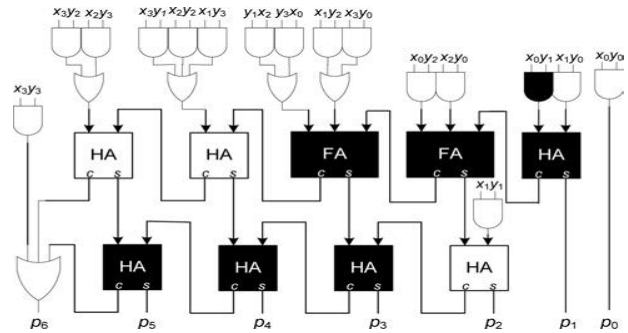 x3y2 x2y3 x3y1 x2y2 x1y3 y1x2 y3x0 x1y2 x3y0
x0y2 x2y0 x0y1 x1y0 x0y0
x3y3
HA HA FA FA HA
c s c s c s c s c s
x1y1
HA HA HA HA
c s c s c s c s
p6 p5 p4 p3 p2 p1 p0